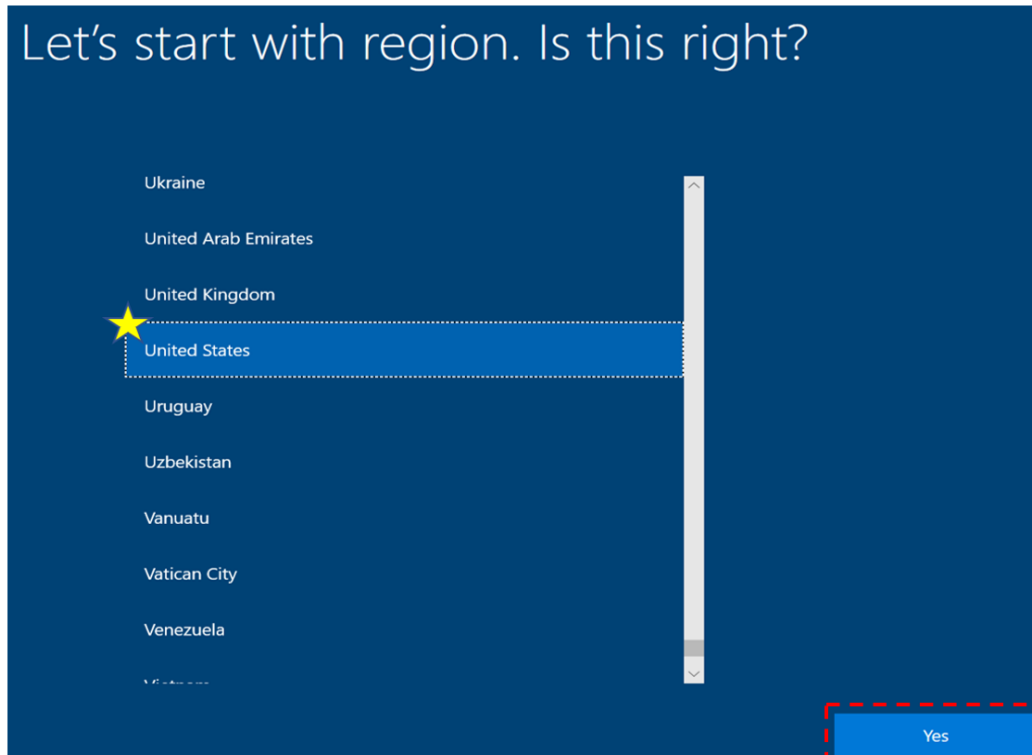 Let's start with region. Is this right?
Ukraine
United Arab Emirates
United Kingdom
United States
Uruguay
Uzbekistan
Vanuatu
Vatican City
Venezuela
Yes